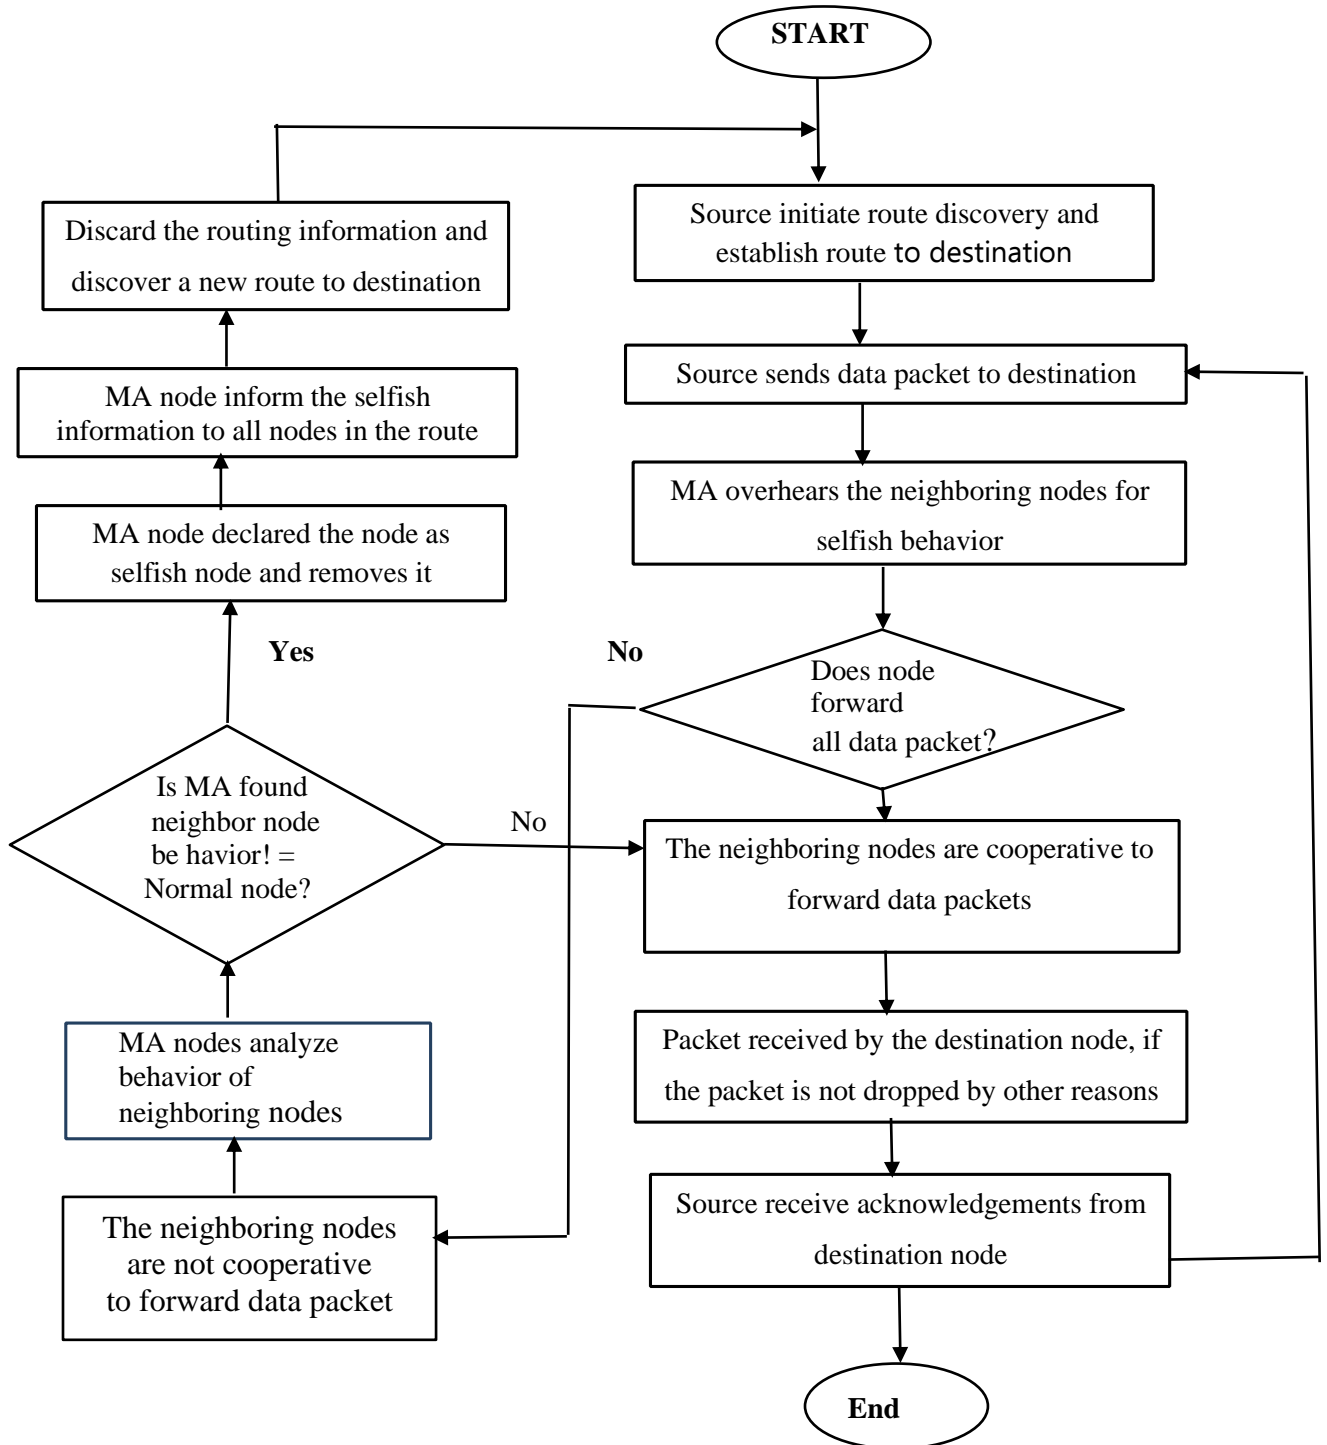 START
Source initiate route discovery and
establish route to destination
Source sends data packet to destination
MA overhears the neighboring nodes for
selfish behavior
Does node
forward
all data packet?
No
The neighboring nodes are cooperative to
forward data packets
Packet received by the destination node, if
the packet is not dropped by other reasons
Source receive acknowledgements from
destination node
End
Discard the routing information and
discover a new route to destination
MA node inform the selfish
information to all nodes in the route
MA node declared the node as
selfish node and removes it
Yes
Is MA found
neighbor node
be havior! =
Normal node?
No
MA nodes analyze
behavior of
neighboring nodes
The neighboring nodes
are not cooperative
to forward data packet